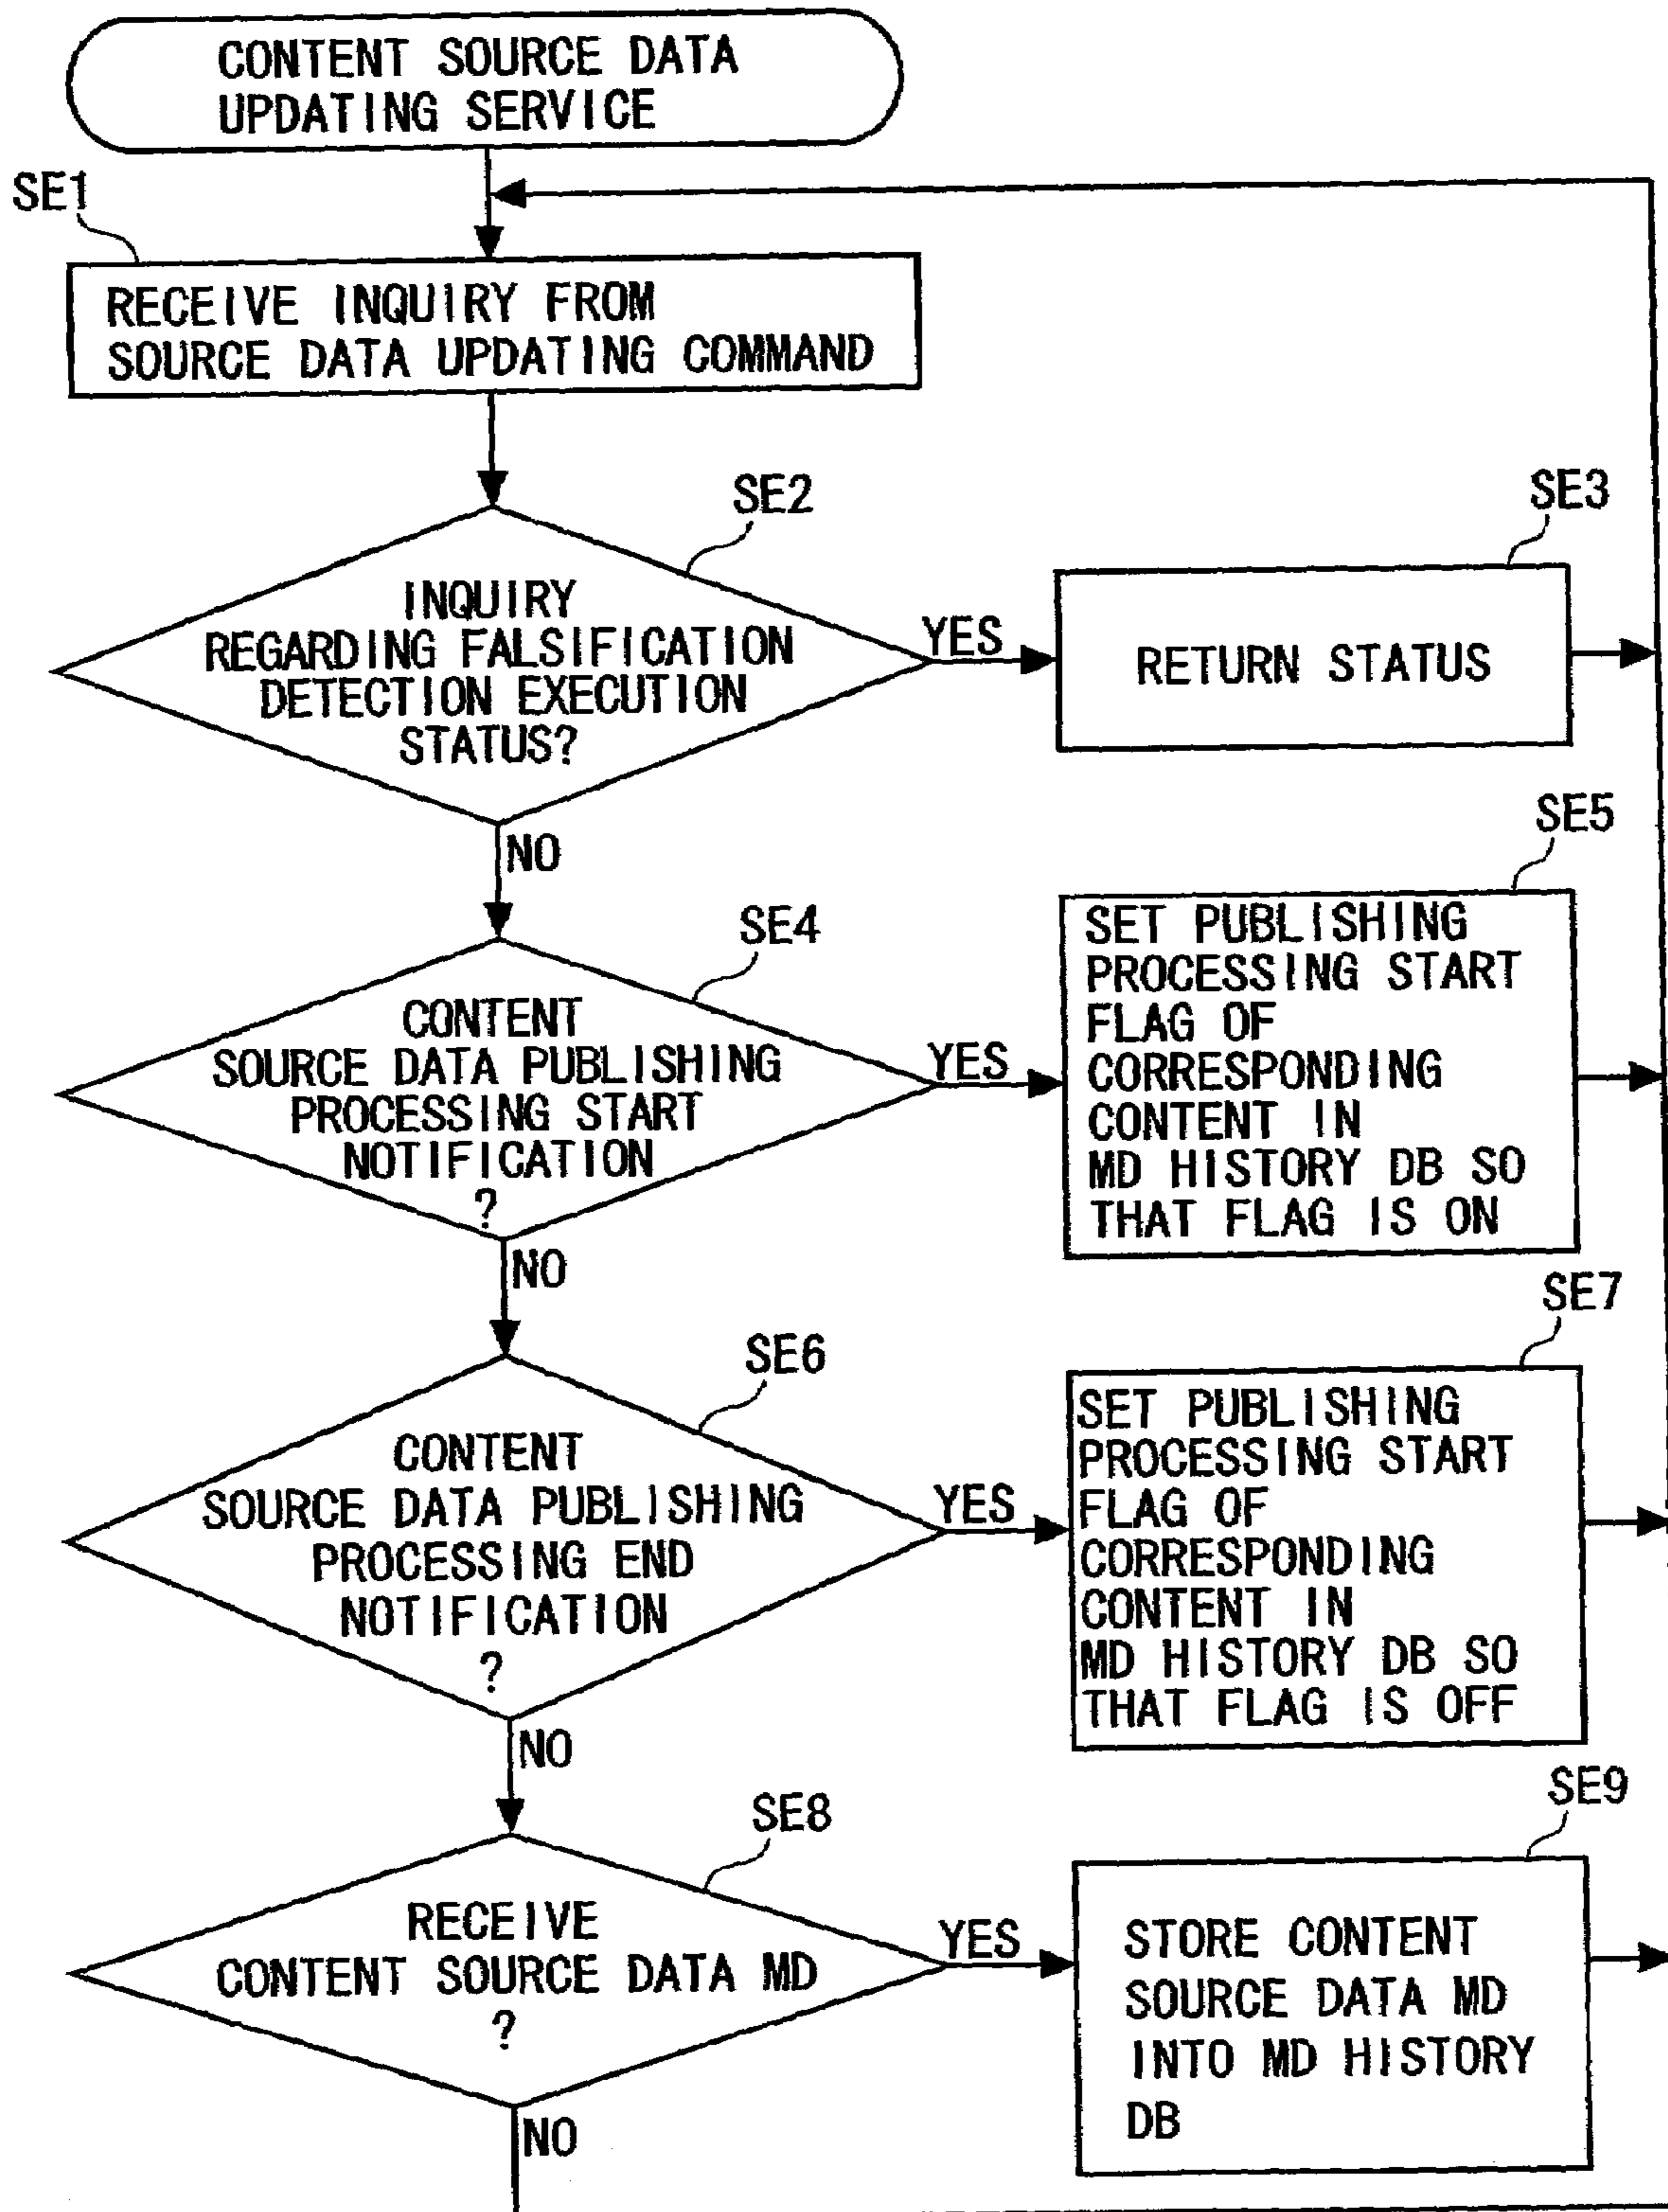 CONTENT SOURCE DATA
UPDATING SERVICE
SE1
RECEIVE INQUIRY FROM
SOURCE DATA UPDATING COMMAND
SE2
INQUIRY
REGARDING FALSIFICATION
DETECTION EXECUTION
STATUS?
YES
SE3
RETURN STATUS
NO
SE4
CONTENT
SOURCE DATA PUBLISHING
PROCESSING START
NOTIFICATION
?
YES
SE5
SET PUBLISHING
PROCESSING START
FLAG OF
CORRESPONDING
CONTENT IN
MD HISTORY DB SO
THAT FLAG IS ON
NO
SE6
CONTENT
SOURCE DATA PUBLISHING
PROCESSING END
NOTIFICATION
?
YES
SE7
SET PUBLISHING
PROCESSING START
FLAG OF
CORRESPONDING
CONTENT IN
MD HISTORY DB SO
THAT FLAG IS OFF
NO
SE8
RECEIVE
CONTENT SOURCE DATA MD
?
YES
SE9
STORE CONTENT
SOURCE DATA MD
INTO MD HISTORY
DB
NO